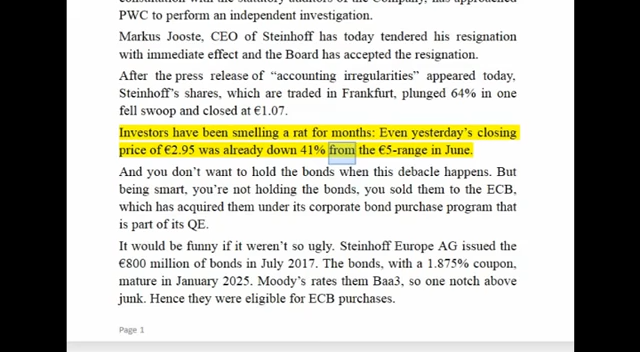 consultation with the statutory auditors of the Company, has approached
PWC to perform an independent investigation.
Markus Jooste, CEO of Steinhoff has today tendered his resignation
with immediate effect and the Board has accepted the resignation.
After the press release of “accounting irregularities” appeared today,
Steinhoff’s shares, which are traded in Frankfurt, plunged 64% in one
fell swoop and closed at €1.07.
Investors have been smelling a rat for months: Even yesterday’s closing
price of €2.95 was already down 41% from the €5-range in June.
And you don’t want to hold the bonds when this debacle happens. But
being smart, you’re not holding the bonds, you sold them to the ECB,
which has acquired them under its corporate bond purchase program that
is part of its QE.
It would be funny if it weren’t so ugly. Steinhoff Europe AG issued the
€800 million of bonds in July 2017. The bonds, with a 1.875% coupon,
mature in January 2025. Moody’s rates them Baa3, so one notch above
junk. Hence they were eligible for ECB purchases.
Page 1